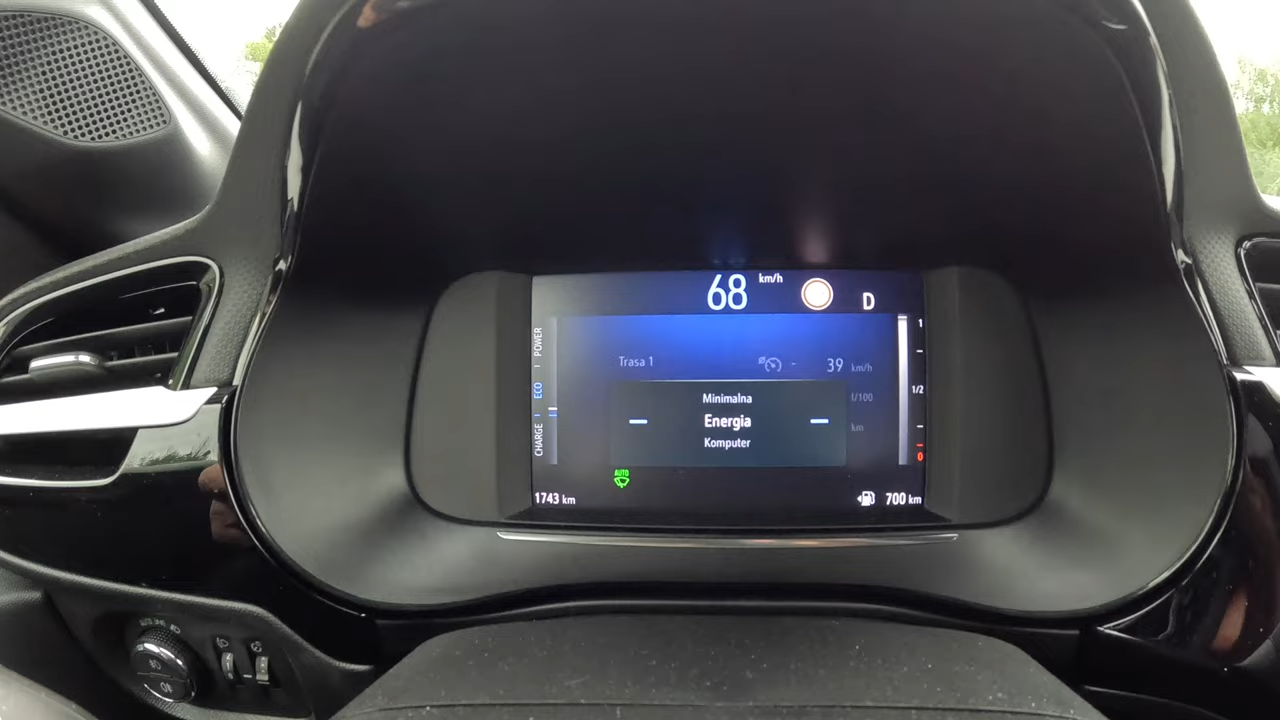 68 km/h D
POWER
ECO
CHARGE
1
1/2
0
Trasa 1
- 39 km/h
l/100
km
Minimalna
Energia
Komputer
AUTO
1743 km
700 km
AUTO